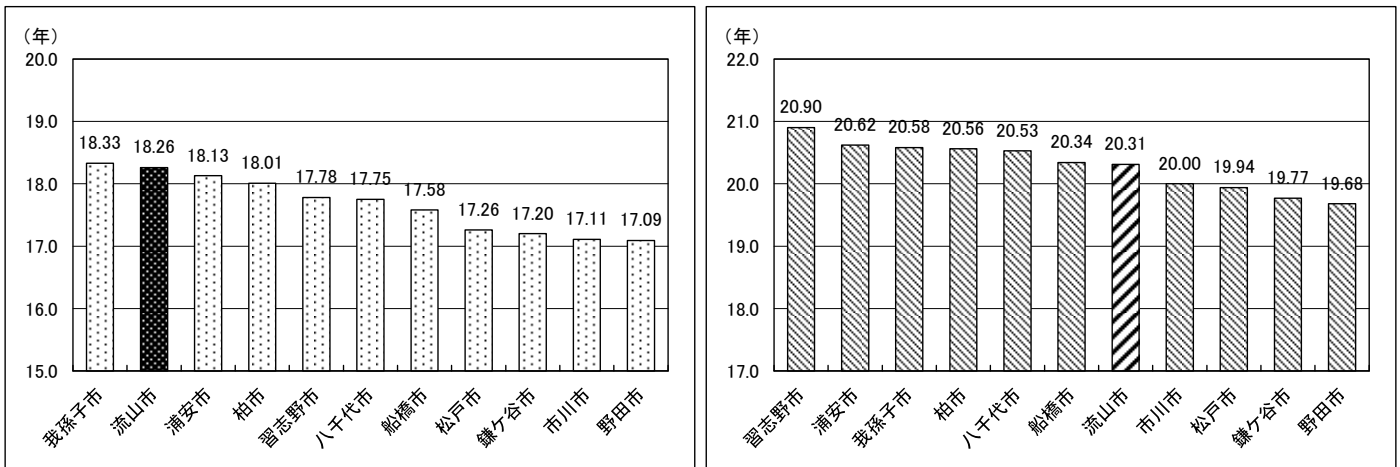 （年）
20.0
19.0
18.0
17.0
16.0
15.0
18.33
18.26
18.13
18.01
17.78
17.75
17.58
17.26
17.20
17.11
17.09
我孫子市
流山市
浦安市
柏市
習志野市
八千代市
船橋市
松戸市
鎌ケ谷市
市川市
野田市
（年）
22.0
21.0
20.0
19.0
18.0
17.0
20.90
20.62
20.58
20.56
20.53
20.34
20.31
20.00
19.94
19.77
19.68
習志野市
浦安市
我孫子市
柏市
八千代市
船橋市
流山市
市川市
松戸市
鎌ケ谷市
野田市